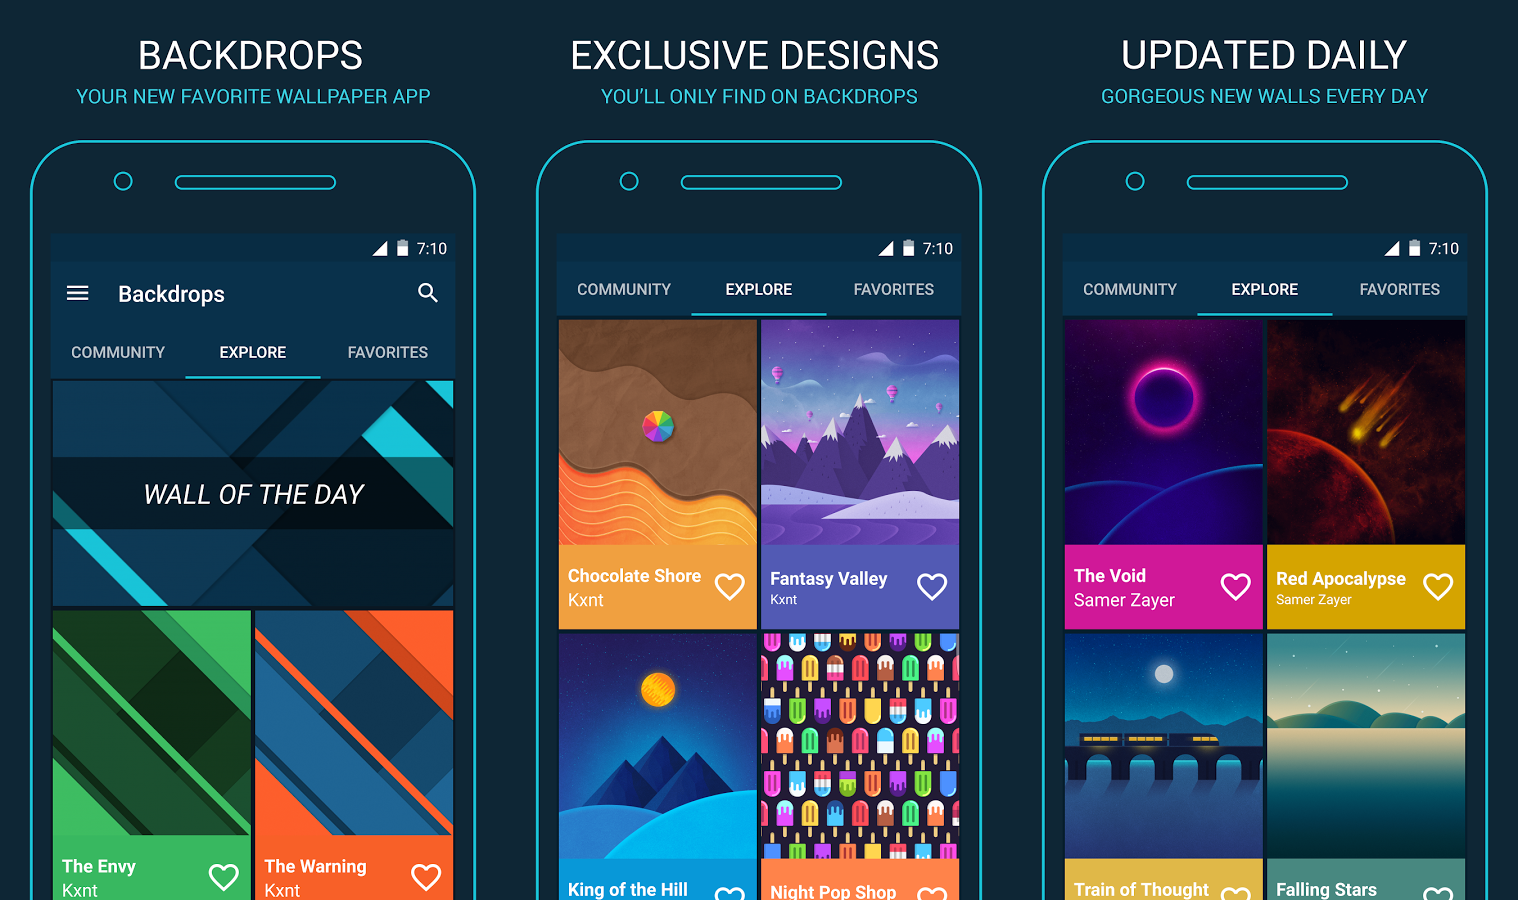 BACKDROPS
YOUR NEW FAVORITE WALLPAPER APP
7:10
Backdrops
COMMUNITY EXPLORE FAVORITES
WALL OF THE DAY
The Envy
Kxnt
The Warning
Kxnt
EXCLUSIVE DESIGNS
YOU'LL ONLY FIND ON BACKDROPS
7:10
COMMUNITY EXPLORE FAVORITES
Chocolate Shore
Kxnt
Fantasy Valley
Kxnt
King of the Hill
Night Pop Shop
UPDATED DAILY
GORGEOUS NEW WALLS EVERY DAY
7:10
COMMUNITY EXPLORE FAVORITES
The Void
Samer Zayer
Red Apocalypse
Samer Zayer
Train of Thought
Falling Stars